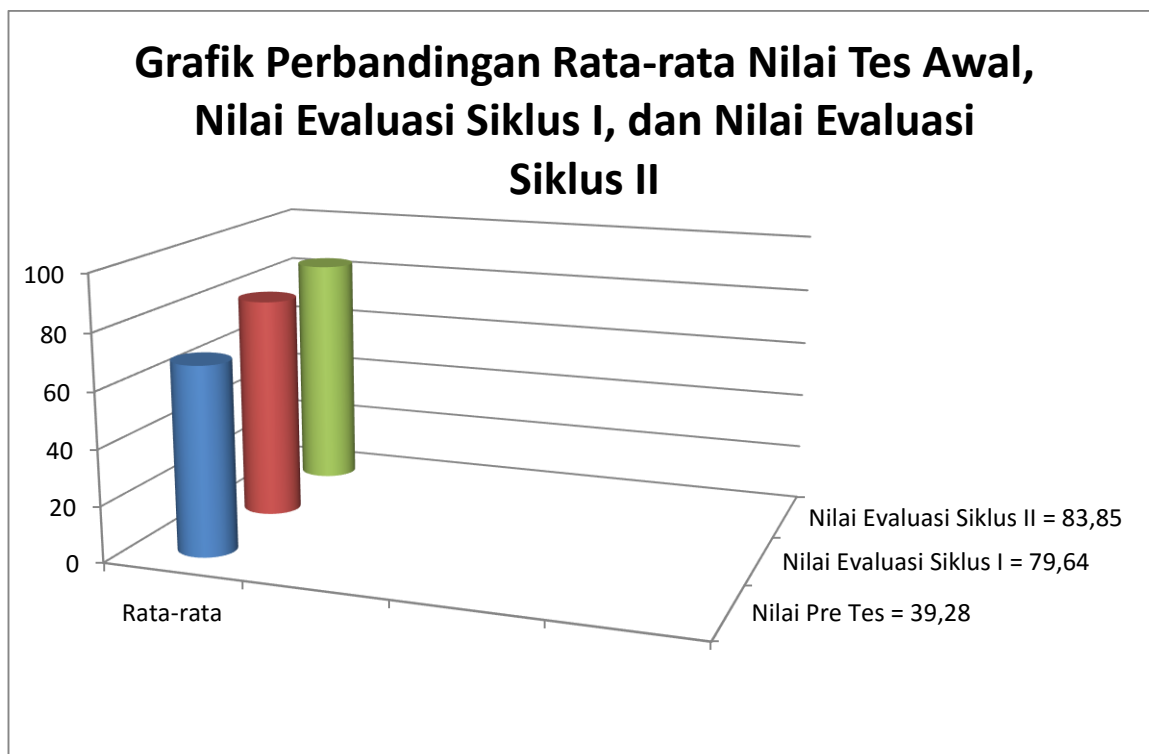 Grafik Perbandingan Rata-rata Nilai Tes Awal,
Nilai Evaluasi Siklus I, dan Nilai Evaluasi
Siklus II
100
80
60
40
20
0
Rata-rata
Nilai Evaluasi Siklus II = 83,85
Nilai Evaluasi Siklus I = 79,64
Nilai Pre Tes = 39,28